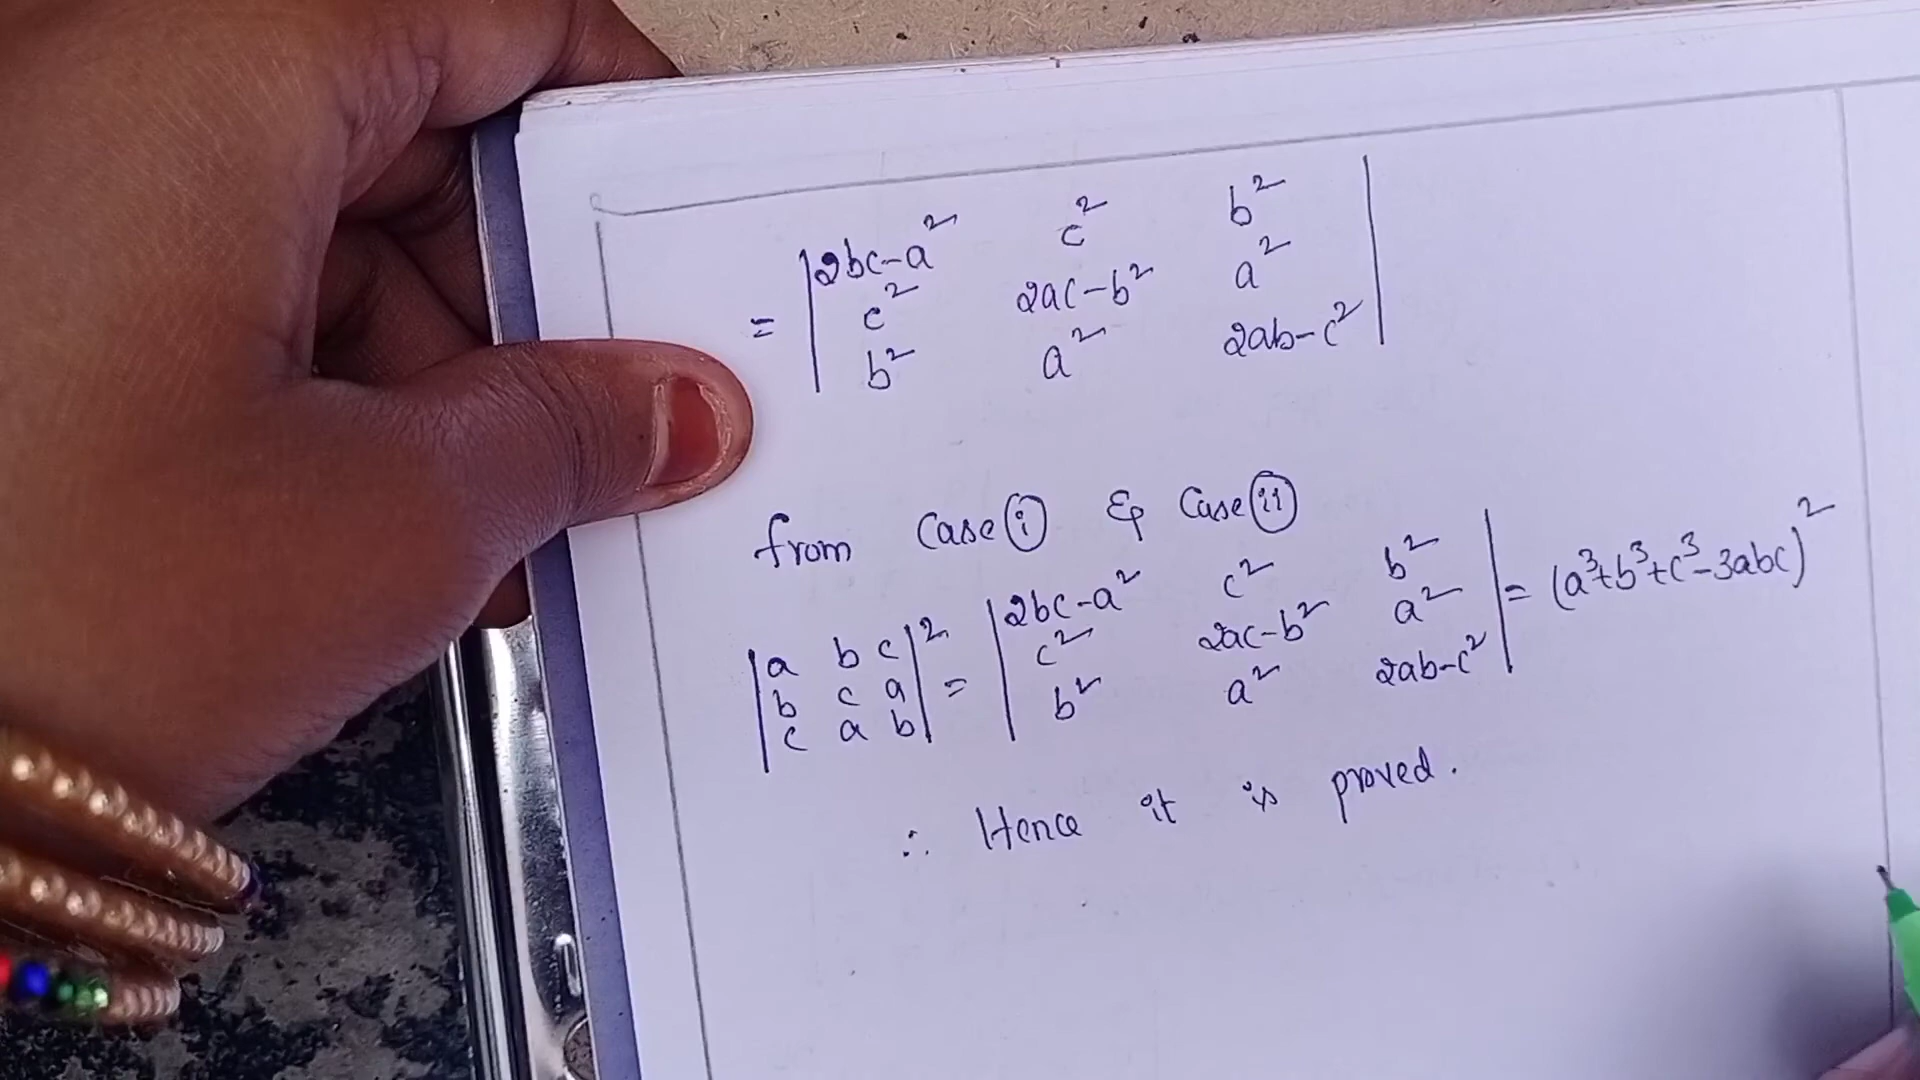 = | 2bc-a² c² b² |
| c² 2ac-b² a² |
| b² a² 2ab-c² |
from Case (i) & Case (ii)
| a b c |² = | 2bc-a² c² b² | = (a³+b³+c³-3abc)²
| b c a | | c² 2ac-b² a² |
| c a b | | b² a² 2ab-c² |
∴ Hence it is proved.